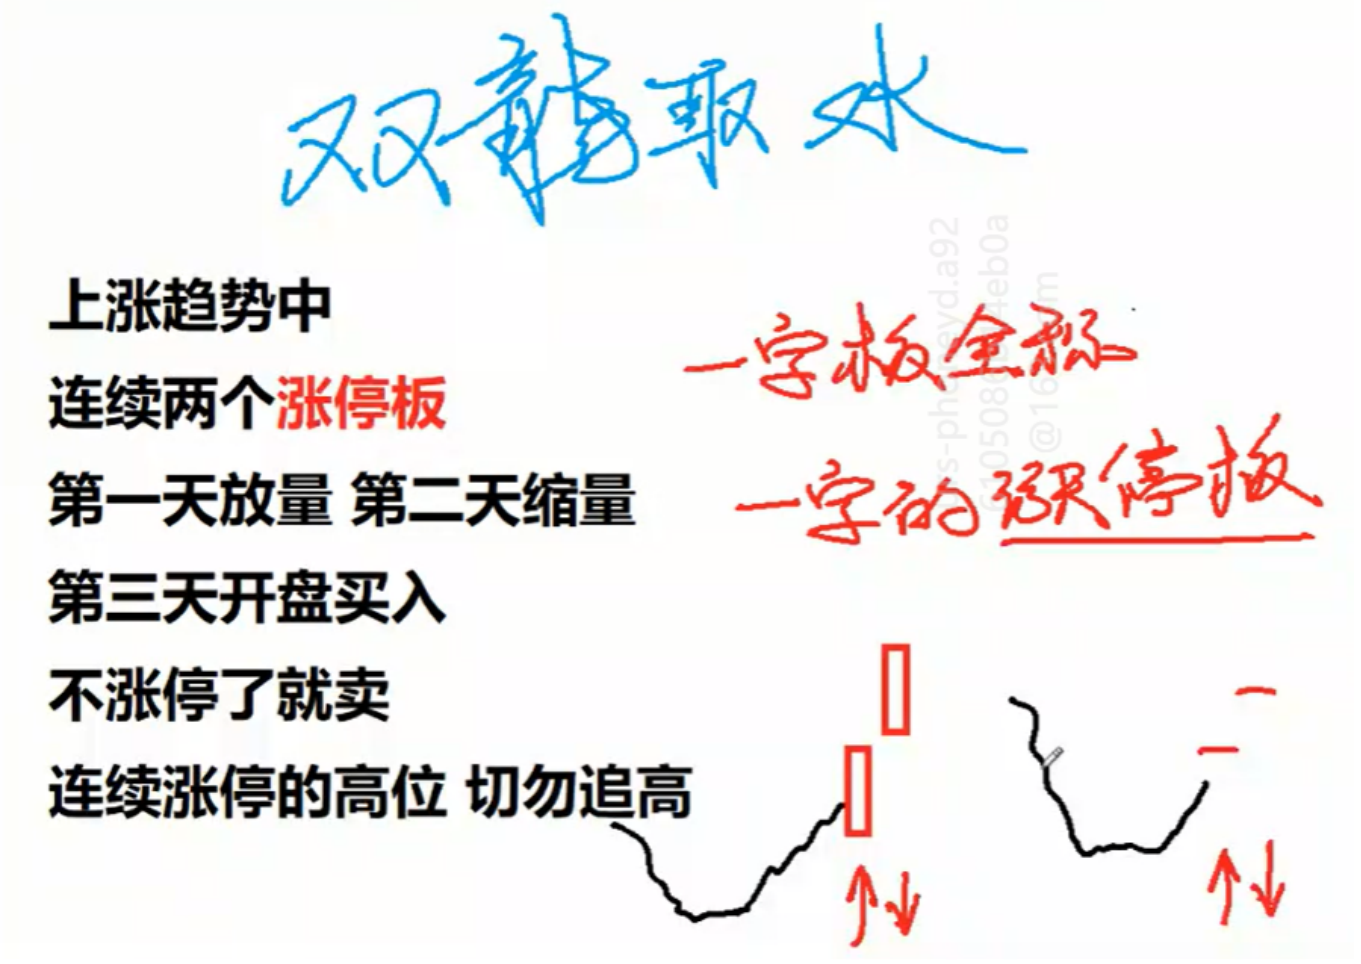 双龍取水
上涨趋势中
连续两个涨停板
第一天放量 第二天缩量
第三天开盘买入
不涨停了就卖
连续涨停的高位 切勿追高
一字板全称
一字的涨停板